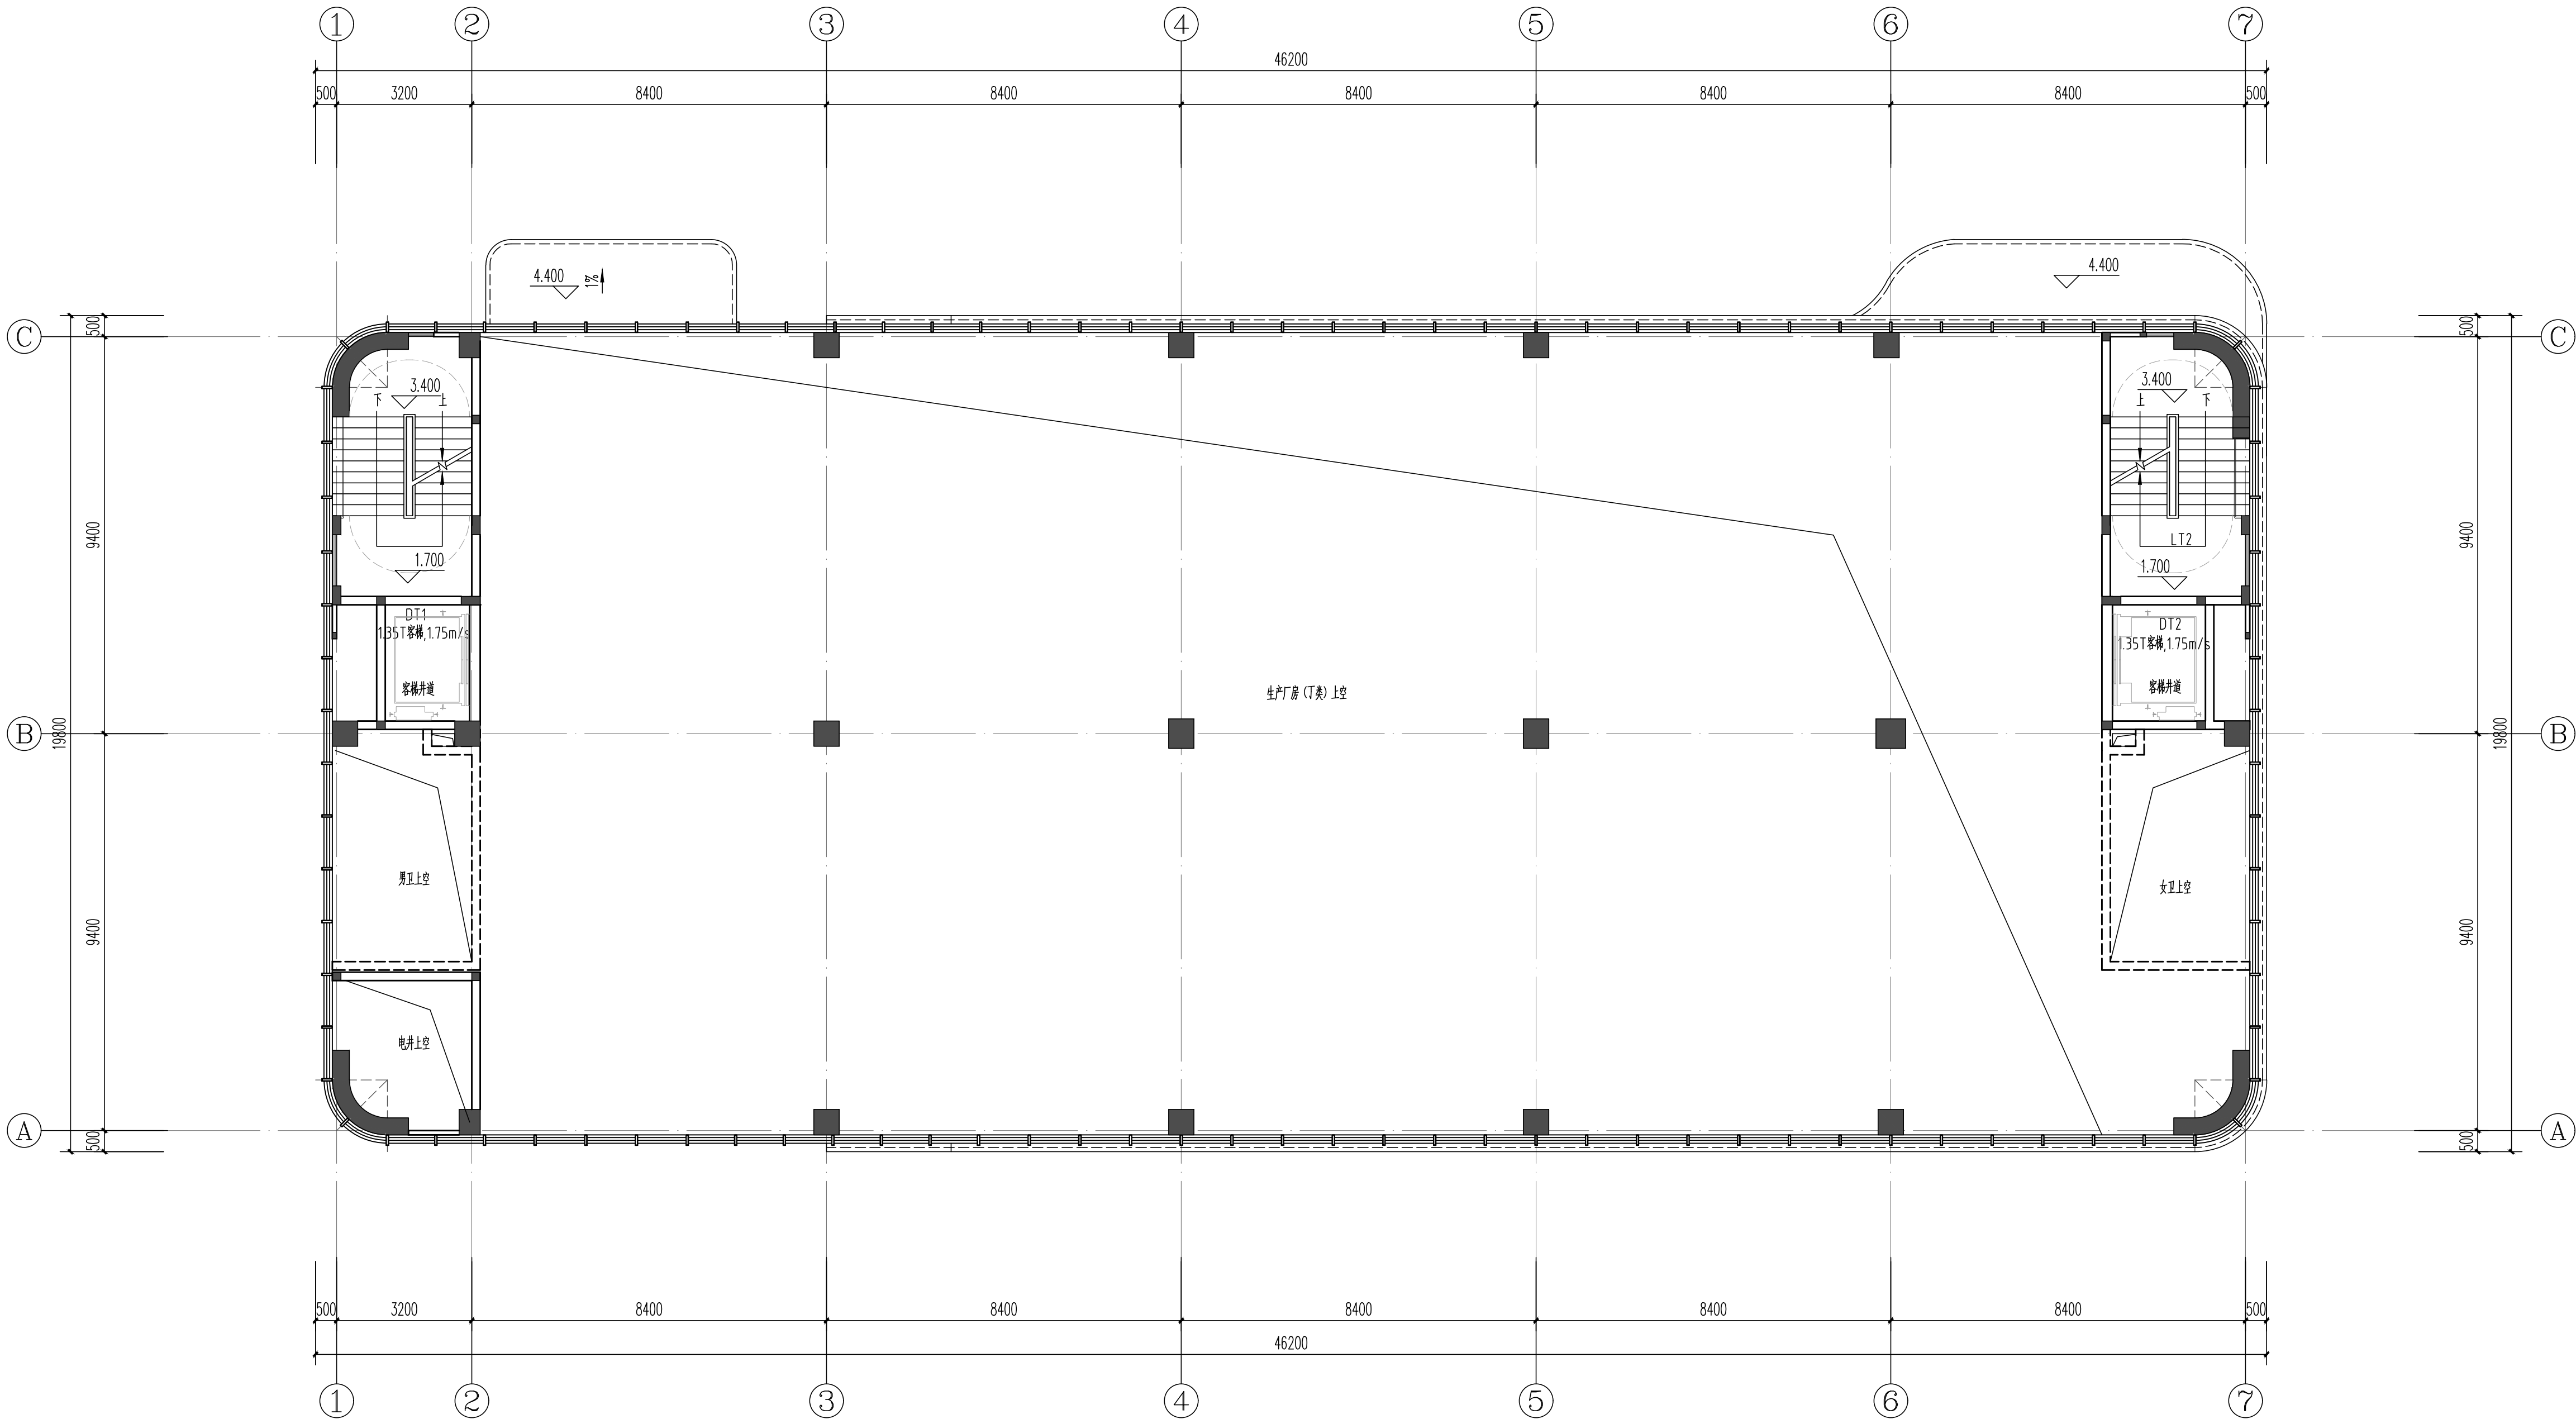 1 2 3 4 5 6 7
46200
500 3200 8400 8400 8400 8400 8400 500
4.400 1% 4.400
C 500 500 C
3.400 3.400
下 上 上 下
9400 9400
1.700 LT2
1.700
DT1 DT2
1.35T客梯,1.75m/s 1.35T客梯,1.75m/s
客梯井道 生产厂房（丁类）上空 客梯井道
B 19800 19800 B
男卫上空 女卫上空
9400 9400
电井上空
A 500 500 A
500 3200 8400 8400 8400 8400 8400 500
46200
1 2 3 4 5 6 7